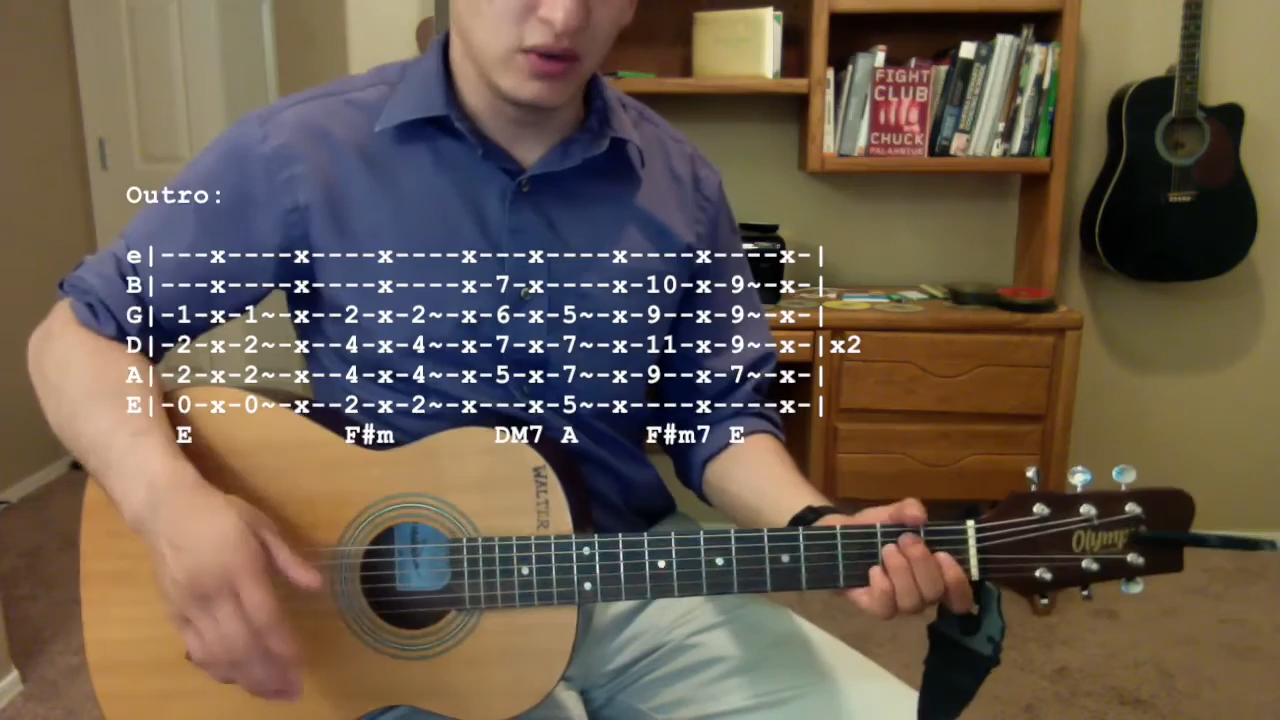 FIGHT
CLUB
CHUCK
PALAHNIUK
Outro:
e|---x----x----x----x---x----x----x----x-|
B|---x----x----x----x-7-x----x-10-x-9~-x-|
G|-1-x-1~-x--2-x-2~-x-6-x-5~-x-9--x-9~-x-|
D|-2-x-2~-x--4-x-4~-x-7-x-7~-x-11-x-9~-x-|x2
A|-2-x-2~-x--4-x-4~-x-5-x-7~-x-9--x-7~-x-|
E|-0-x-0~-x--2-x-2~-x---x-5~-x----x----x-|
E F#m DM7 A F#m7 E
WALTER